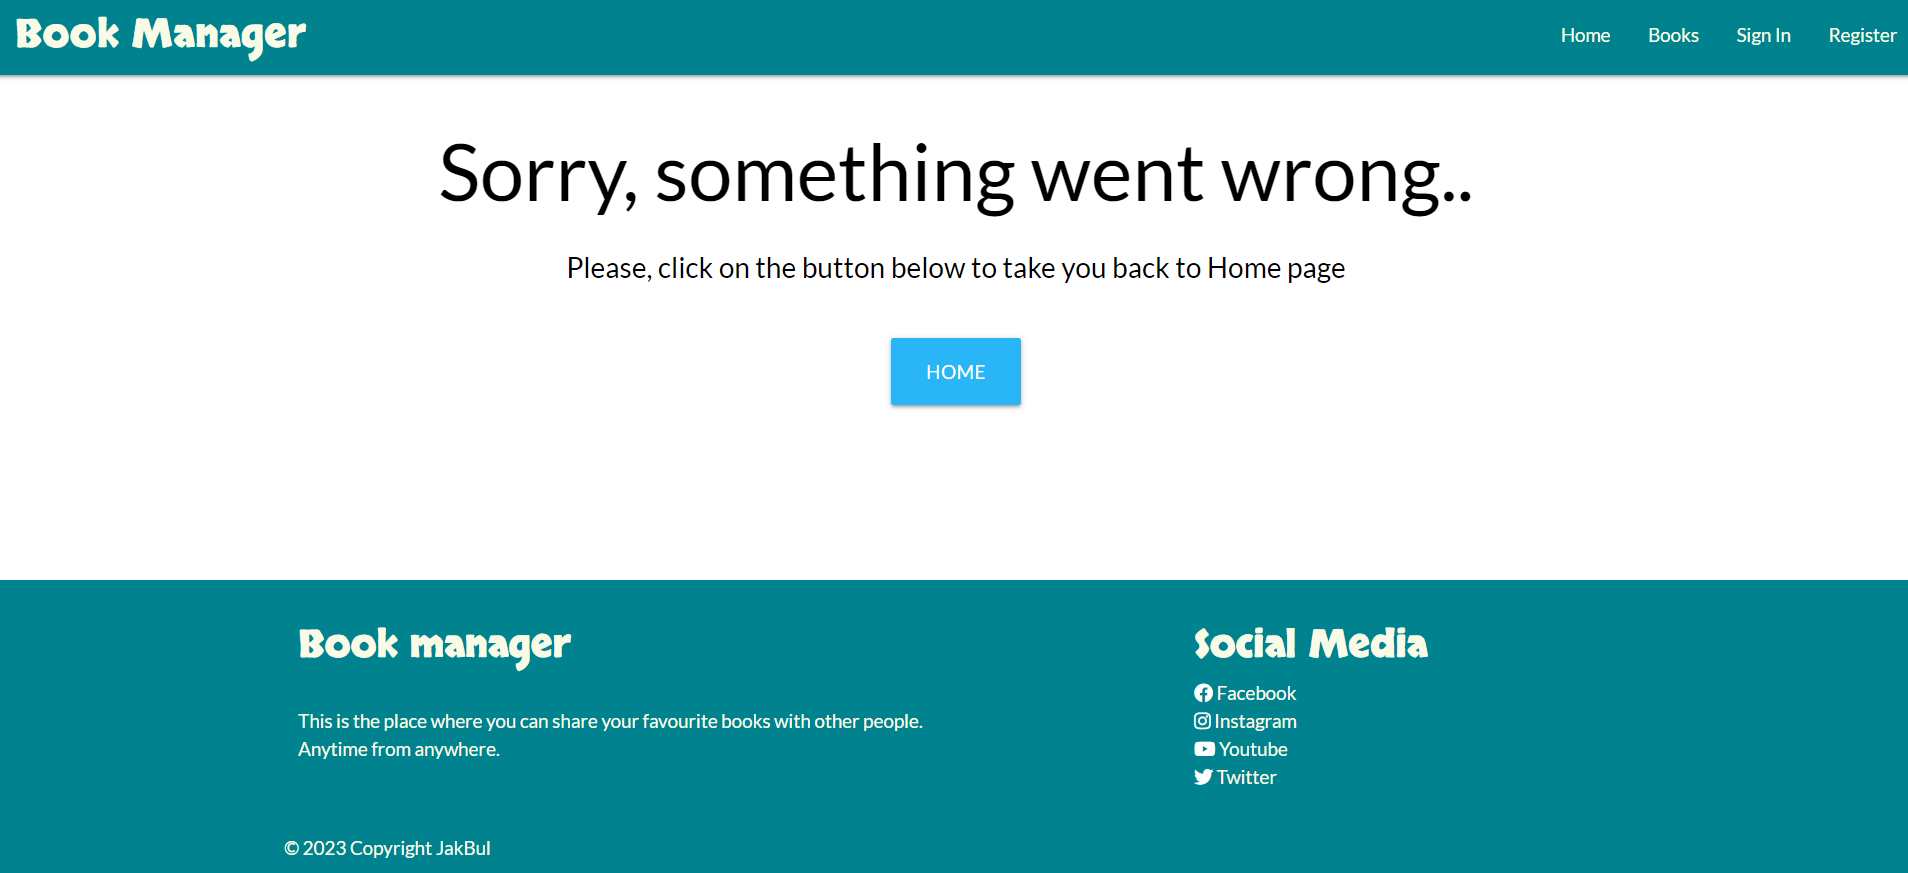 Book Manager
Home Books Sign In Register
Sorry, something went wrong..
Please, click on the button below to take you back to Home page
HOME
Book manager
This is the place where you can share your favourite books with other people.
Anytime from anywhere.
Social Media
Facebook
Instagram
Youtube
Twitter
© 2023 Copyright JakBul